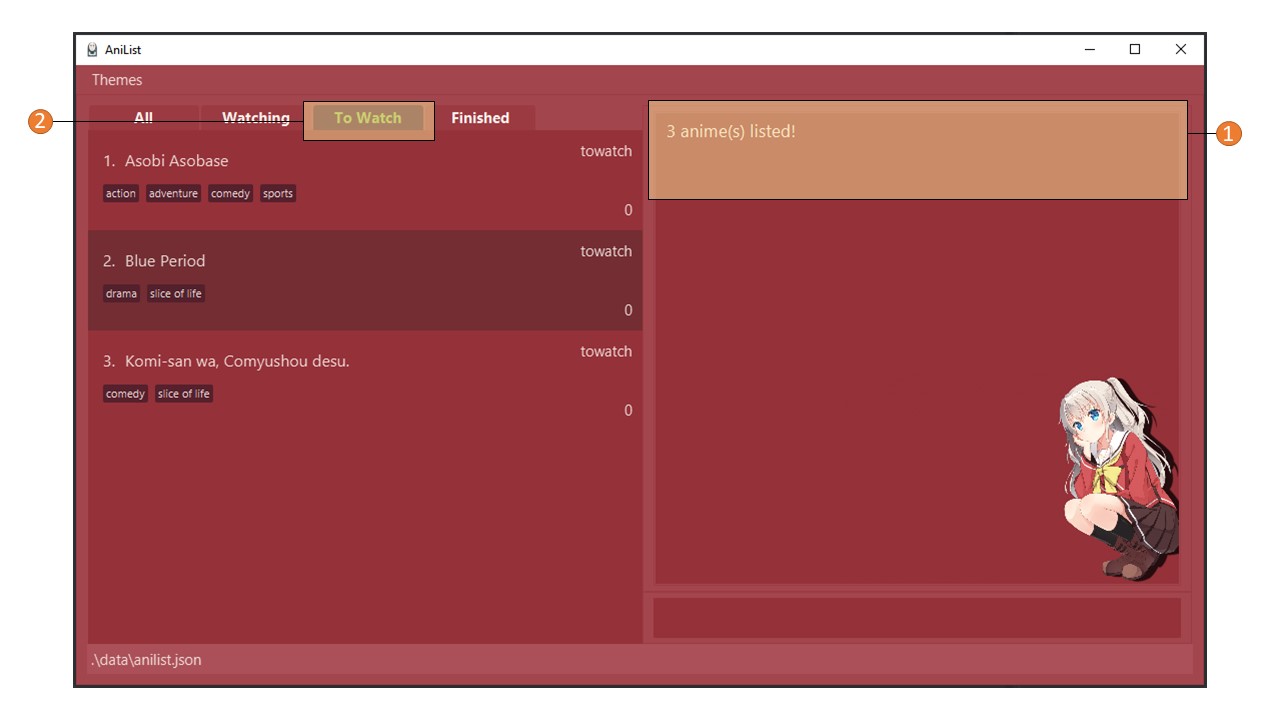 AniList
Themes
All Watching To Watch Finished
2
1. Asobi Asobase
towatch
action adventure comedy sports
0
2. Blue Period
towatch
drama slice of life
0
3. Komi-san wa, Comyushou desu.
towatch
comedy slice of life
0
3 anime(s) listed!
1
.\data\anilist.json